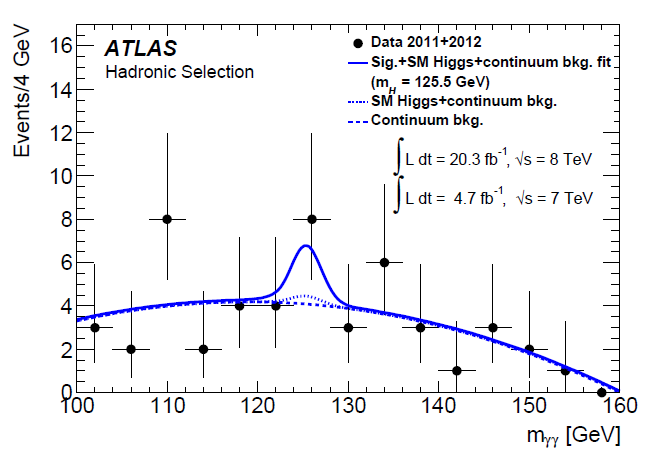 ATLAS
Hadronic Selection
Data 2011+2012
Sig.+SM Higgs+continuum bkg. fit
(m_H = 125.5 GeV)
SM Higgs+continuum bkg.
Continuum bkg.
∫ L dt = 20.3 fb⁻¹, √s = 8 TeV
∫ L dt = 4.7 fb⁻¹, √s = 7 TeV
Events/4 GeV
16
14
12
10
8
6
4
2
0
100 110 120 130 140 150 160
m_γγ [GeV]